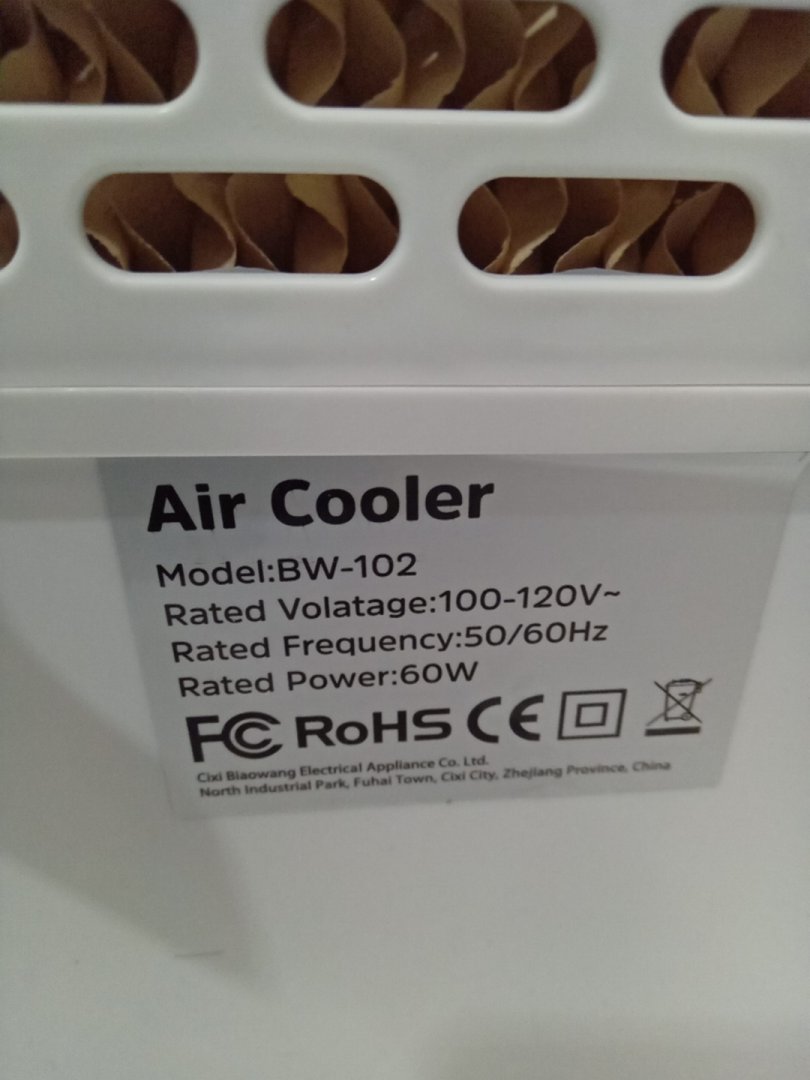 Air Cooler
Model:BW-102
Rated Volatage:100-120V~
Rated Frequency:50/60Hz
Rated Power:60W
FC RoHS CE
Cixi Biaowang Electrical Appliance Co. Ltd.
North Industrial Park, Fuhai Town, Cixi City, Zhejiang Province, China